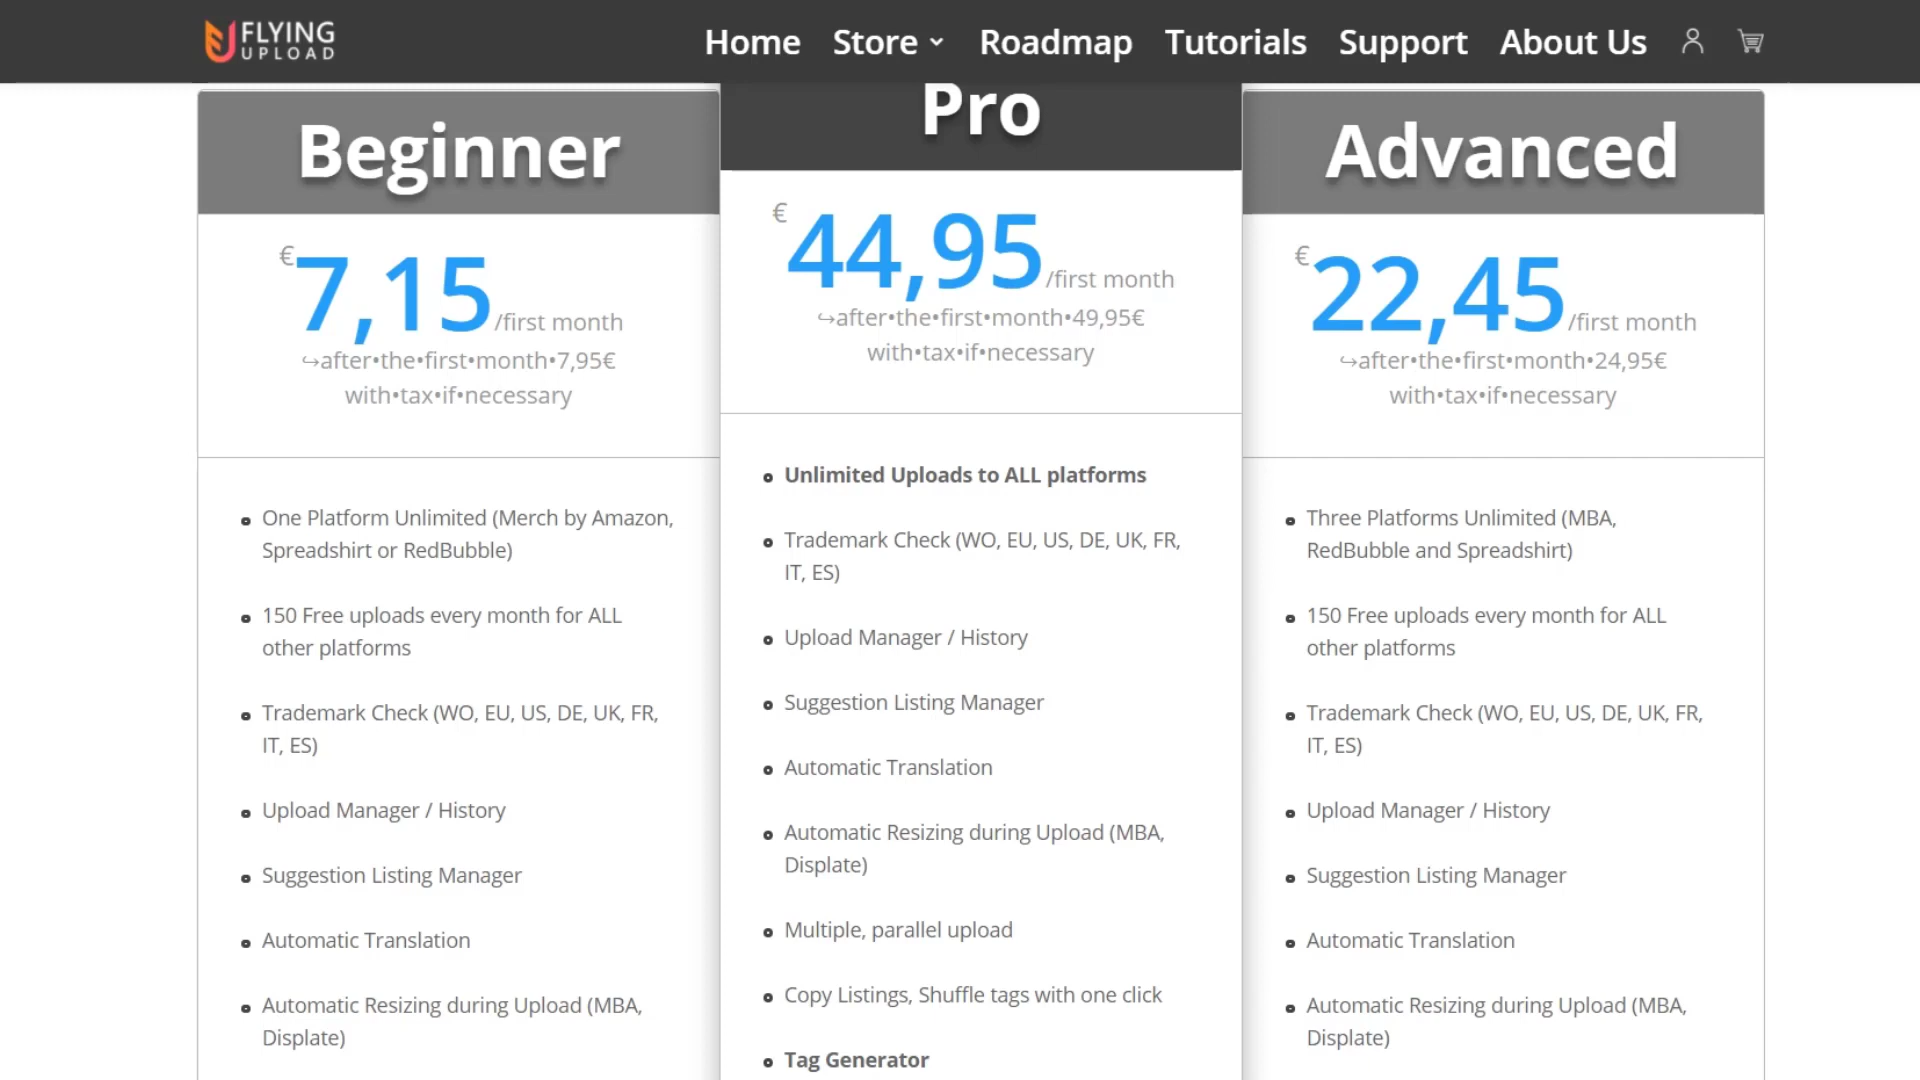 FLYING
UPLOAD
Home Store Roadmap Tutorials Support About Us
Beginner
€7,15/first month
↪after•the•first•month•7,95€
with•tax•if•necessary
One Platform Unlimited (Merch by Amazon,
Spreadshirt or RedBubble)
150 Free uploads every month for ALL
other platforms
Trademark Check (WO, EU, US, DE, UK, FR,
IT, ES)
Upload Manager / History
Suggestion Listing Manager
Automatic Translation
Automatic Resizing during Upload (MBA,
Displate)
Pro
€44,95/first month
↪after•the•first•month•49,95€
with•tax•if•necessary
Unlimited Uploads to ALL platforms
Trademark Check (WO, EU, US, DE, UK, FR,
IT, ES)
Upload Manager / History
Suggestion Listing Manager
Automatic Translation
Automatic Resizing during Upload (MBA,
Displate)
Multiple, parallel upload
Copy Listings, Shuffle tags with one click
Tag Generator
Advanced
€22,45/first month
↪after•the•first•month•24,95€
with•tax•if•necessary
Three Platforms Unlimited (MBA,
RedBubble and Spreadshirt)
150 Free uploads every month for ALL
other platforms
Trademark Check (WO, EU, US, DE, UK, FR,
IT, ES)
Upload Manager / History
Suggestion Listing Manager
Automatic Translation
Automatic Resizing during Upload (MBA,
Displate)